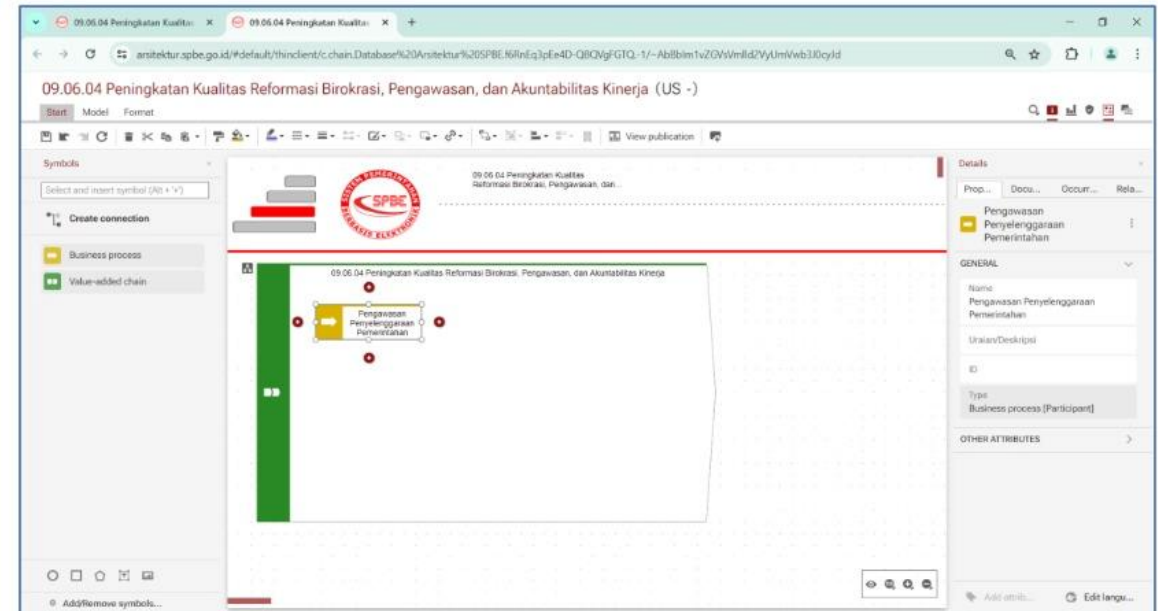 09.06.04 Peningkatan Kualitas
09.06.04 Peningkatan Kualitas
arsitektur.spbe.go.id/#default/thinclient/c.chain.Database%20Arsitektur%20SPBE.
09.06.04 Peningkatan Kualitas Reformasi Birokrasi, Pengawasan, dan Akuntabilitas Kinerja (US -)
Start Model Format
View publication
Symbols
Select and insert symbol (Alt + '+')
Create connection
Business process
Value-added chain
Add/Remove symbols...
SISTEM PEMERINTAHAN
SPBE
BERBASIS ELEKTRONIK
09.06.04 Peningkatan Kualitas
Reformasi Birokrasi, Pengawasan, dan...
09.06.04 Peningkatan Kualitas Reformasi Birokrasi, Pengawasan, dan Akuntabilitas Kinerja
Pengawasan
Penyelenggaraan
Pemerintahan
Details
Prop... Docu... Occurr... Rela...
Pengawasan
Penyelenggaraan
Pemerintahan
GENERAL
Name
Pengawasan Penyelenggaraan
Pemerintahan
Uraian/Deskripsi
ID
Type
Business process [Participant]
OTHER ATTRIBUTES
Add attrib... Edit langu...